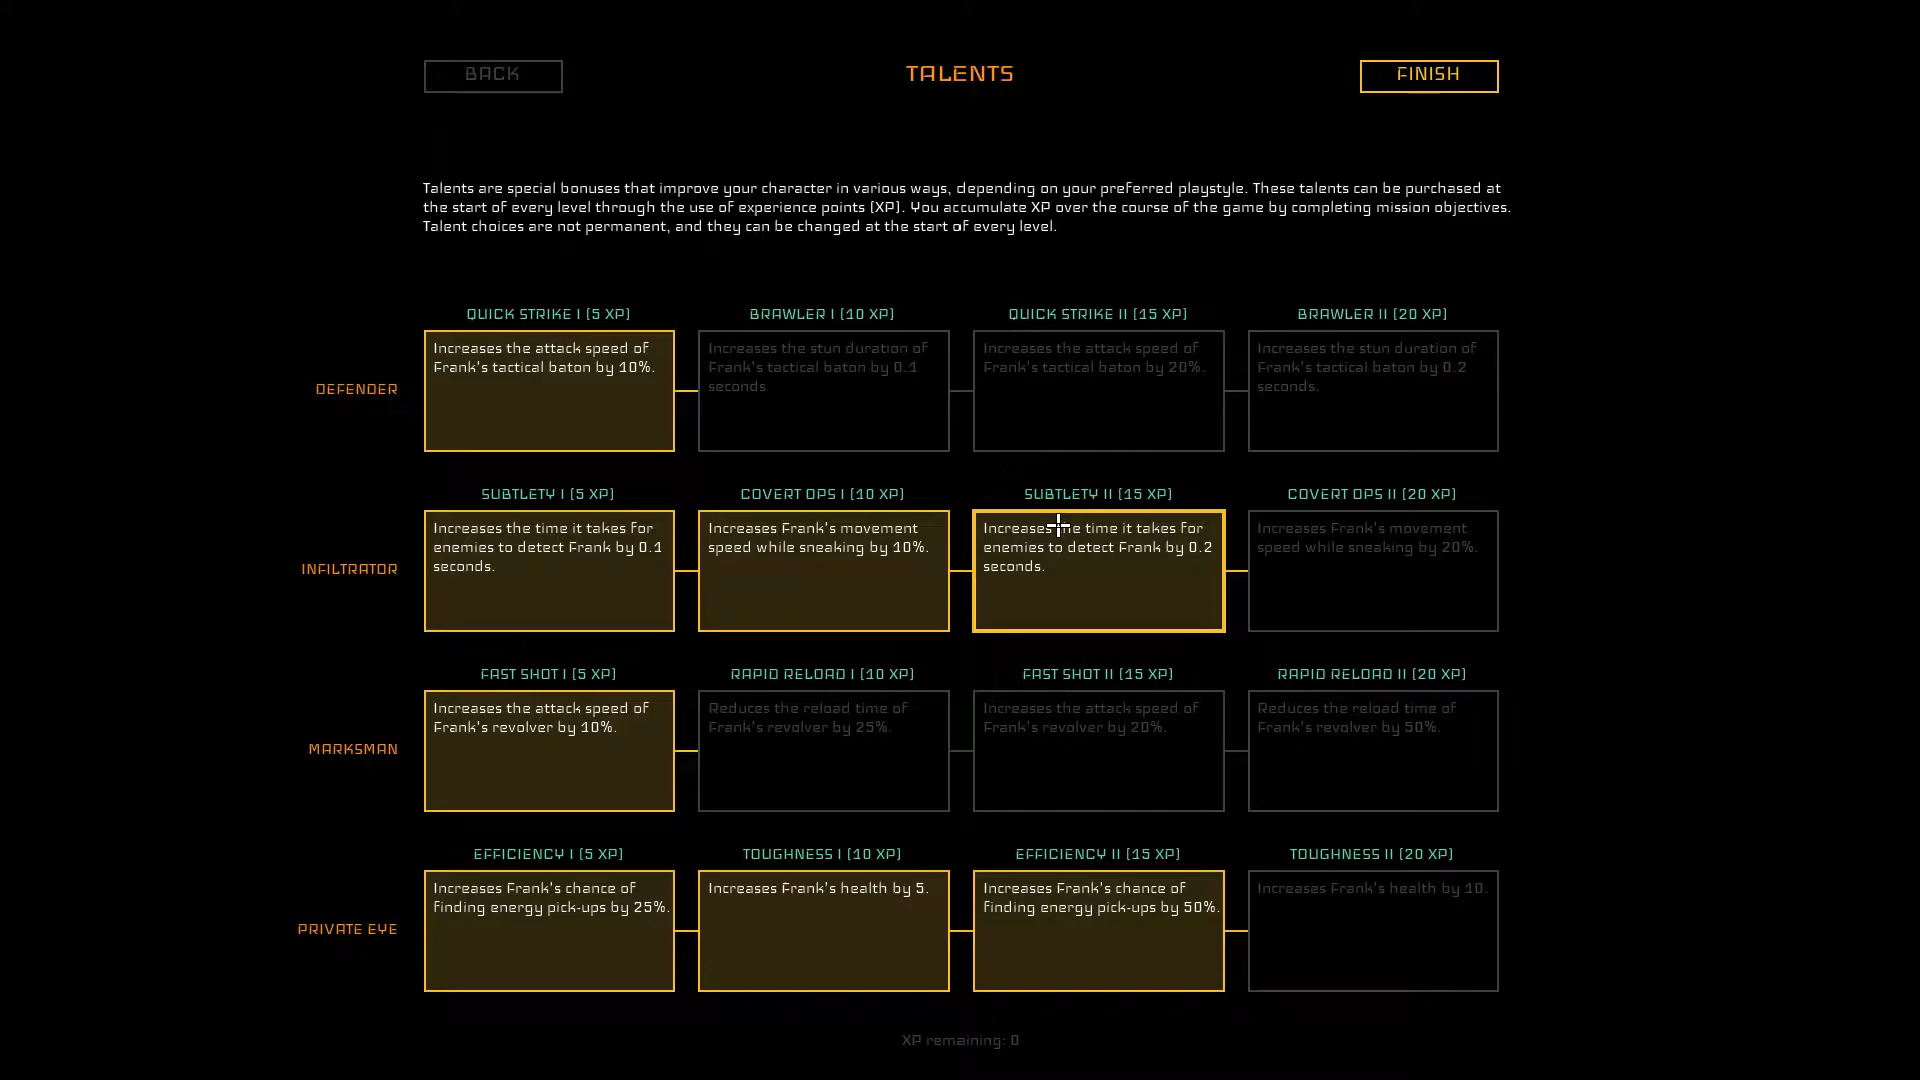 BACK
TALENTS
FINISH
Talents are special bonuses that improve your character in various ways, depending on your preferred playstyle. These talents can be purchased at
the start of every level through the use of experience points (XP). You accumulate XP over the course of the game by completing mission objectives.
Talent choices are not permanent, and they can be changed at the start of every level.
DEFENDER
QUICK STRIKE I (5 XP)
Increases the attack speed of
Frank's tactical baton by 10%.
BRAWLER I (10 XP)
Increases the stun duration of
Frank's tactical baton by 0.1
seconds.
QUICK STRIKE II (15 XP)
Increases the attack speed of
Frank's tactical baton by 20%.
BRAWLER II (20 XP)
Increases the stun duration of
Frank's tactical baton by 0.2
seconds.
INFILTRATOR
SUBTLETY I (5 XP)
Increases the time it takes for
enemies to detect Frank by 0.1
seconds.
COVERT OPS I (10 XP)
Increases Frank's movement
speed while sneaking by 10%.
SUBTLETY II (15 XP)
Increases the time it takes for
enemies to detect Frank by 0.2
seconds.
COVERT OPS II (20 XP)
Increases Frank's movement
speed while sneaking by 20%.
MARKSMAN
FAST SHOT I (5 XP)
Increases the attack speed of
Frank's revolver by 10%.
RAPID RELOAD I (10 XP)
Reduces the reload time of
Frank's revolver by 25%.
FAST SHOT II (15 XP)
Increases the attack speed of
Frank's revolver by 20%.
RAPID RELOAD II (20 XP)
Reduces the reload time of
Frank's revolver by 50%.
PRIVATE EYE
EFFICIENCY I (5 XP)
Increases Frank's chance of
finding energy pick-ups by 25%.
TOUGHNESS I (10 XP)
Increases Frank's health by 5.
EFFICIENCY II (15 XP)
Increases Frank's chance of
finding energy pick-ups by 50%.
TOUGHNESS II (20 XP)
Increases Frank's health by 10.
XP remaining: 0